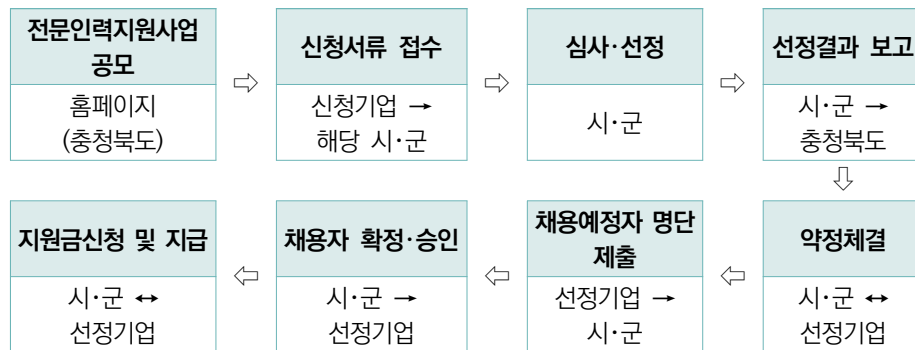 전문인력지원사업
공모
홈페이지
(충청북도)
⇨
신청서류 접수
신청기업 →
해당 시·군
⇨
심사·선정
시·군
⇨
선정결과 보고
시·군 →
충청북도
⇩
약정체결
시·군 ↔
선정기업
⇦
채용예정자 명단
제출
선정기업 →
시·군
⇦
채용자 확정·승인
시·군 →
선정기업
⇦
지원금신청 및 지급
시·군 ↔
선정기업